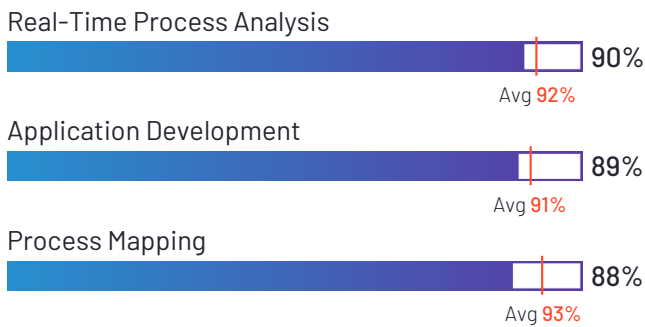 Real-Time Process Analysis
90%
Avg 92%
Application Development
89%
Avg 91%
Process Mapping
88%
Avg 93%